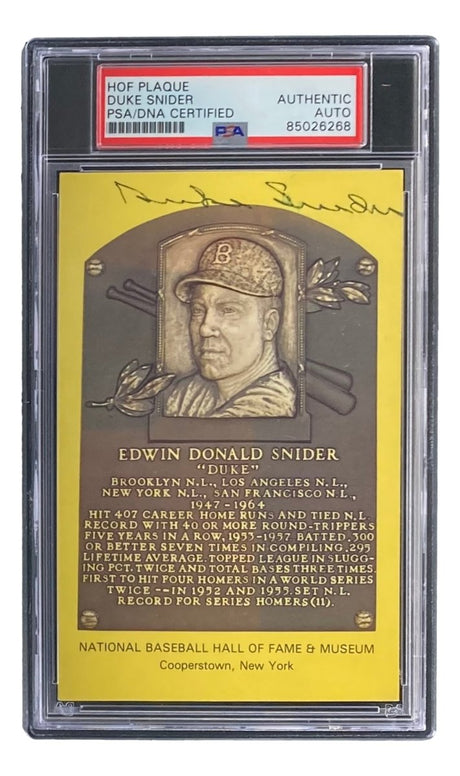 HOF PLAQUE
DUKE SNIDER
PSA/DNA CERTIFIED
AUTHENTIC
AUTO
85026268
PSA
Duke Snider
B
EDWIN DONALD SNIDER
"DUKE"
BROOKLYN N.L., LOS ANGELES N.L.,
NEW YORK N.L., SAN FRANCISCO N.L.,
1947-1964
HIT 407 CAREER HOME RUNS AND TIED N.L.
RECORD WITH 40 OR MORE ROUND-TRIPPERS
FIVE YEARS IN A ROW, 1953-1957. BATTED .300
OR BETTER SEVEN TIMES IN COMPILING .295
LIFETIME AVERAGE. TOPPED LEAGUE IN SLUGG-
ING PCT. TWICE AND TOTAL BASES THREE TIMES.
FIRST TO HIT FOUR HOMERS IN A WORLD SERIES
TWICE -- IN 1952 AND 1955. SET N.L.
RECORD FOR SERIES HOMERS (11).
NATIONAL BASEBALL HALL OF FAME & MUSEUM
Cooperstown, New York